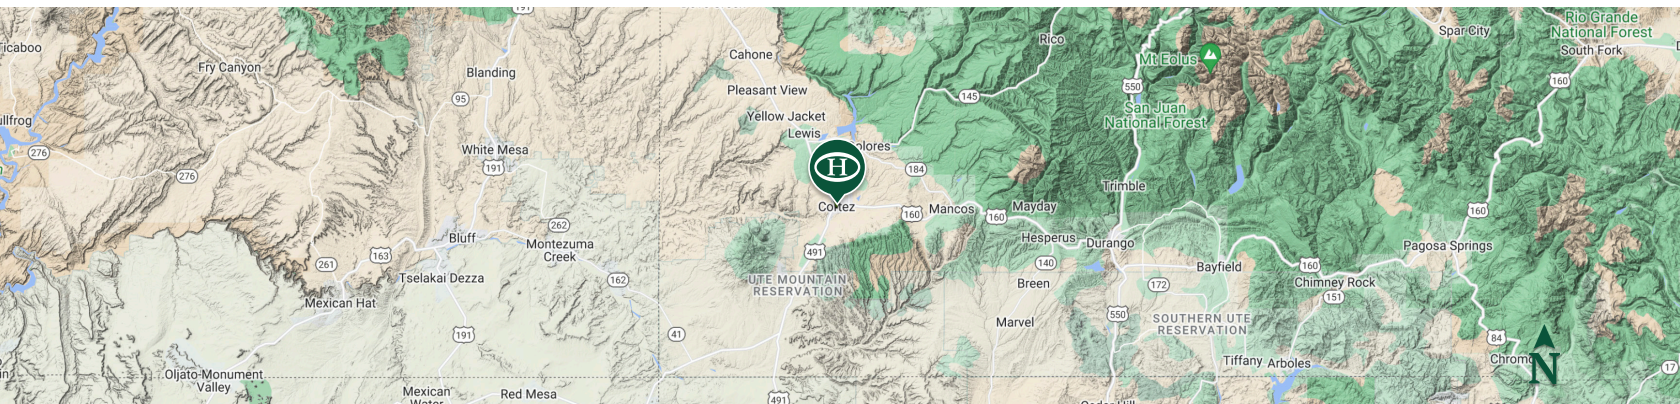 191
Ticaboo
Fry Canyon
Blanding
95
276
276
White Mesa
191
262
Bluff
163
261
Montezuma
Creek
Tselakai Dezza
162
Mexican Hat
191
41
Oljato-Monument
Valley
Mexican
Red Mesa
491
Cahone
Pleasant View
Yellow Jacket
Lewis
H
Cortez
491
UTE MOUNTAIN
RESERVATION
Rico
145
184
160
Mancos
160
Mayday
Hesperus
140
Breen
Marvel
Mt Eolus
550
San Juan
National Forest
Trimble
Durango
Bayfield
172
550
SOUTHERN UTE
RESERVATION
Tiffany
Arboles
160
Chimney Rock
151
Pagosa Springs
160
84
Spar City
Rio Grande
National Forest
South Fork
160
17
N